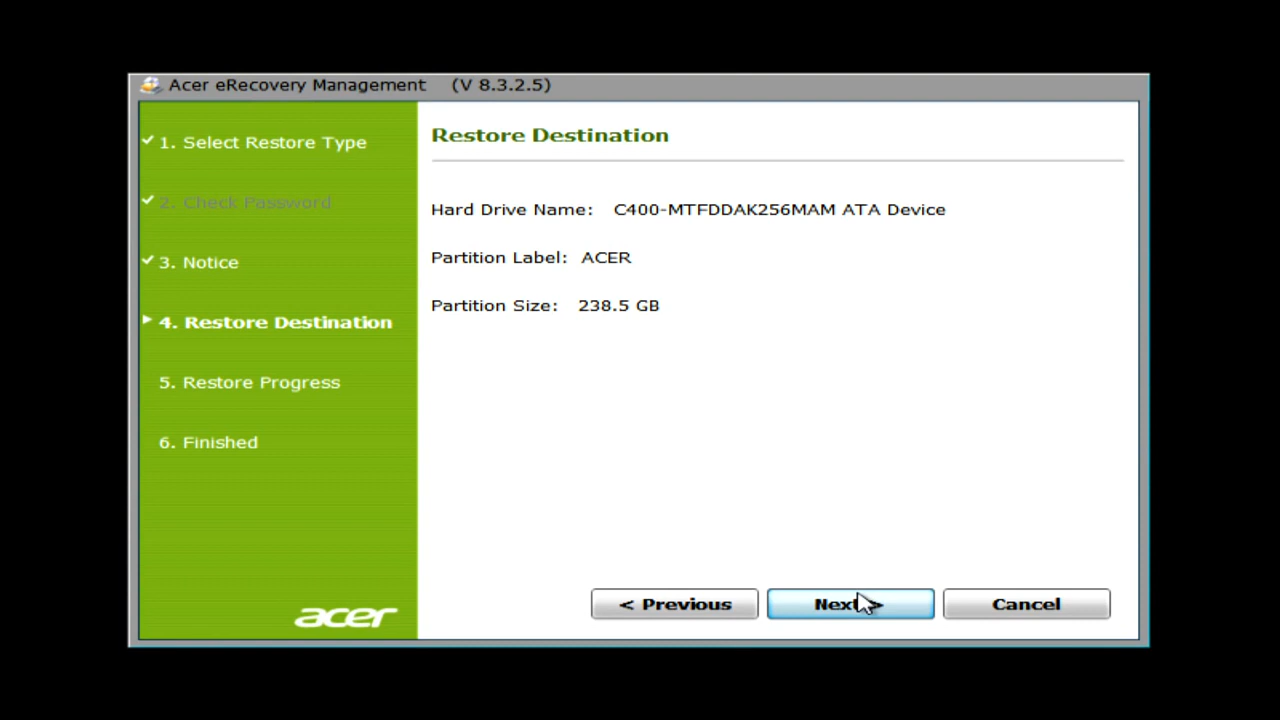 Acer eRecovery Management (V 8.3.2.5)
1. Select Restore Type
2. Check Password
3. Notice
4. Restore Destination
5. Restore Progress
6. Finished
acer
Restore Destination
Hard Drive Name: C400-MTFDDAK256MAM ATA Device
Partition Label: ACER
Partition Size: 238.5 GB
< Previous
Next >
Cancel